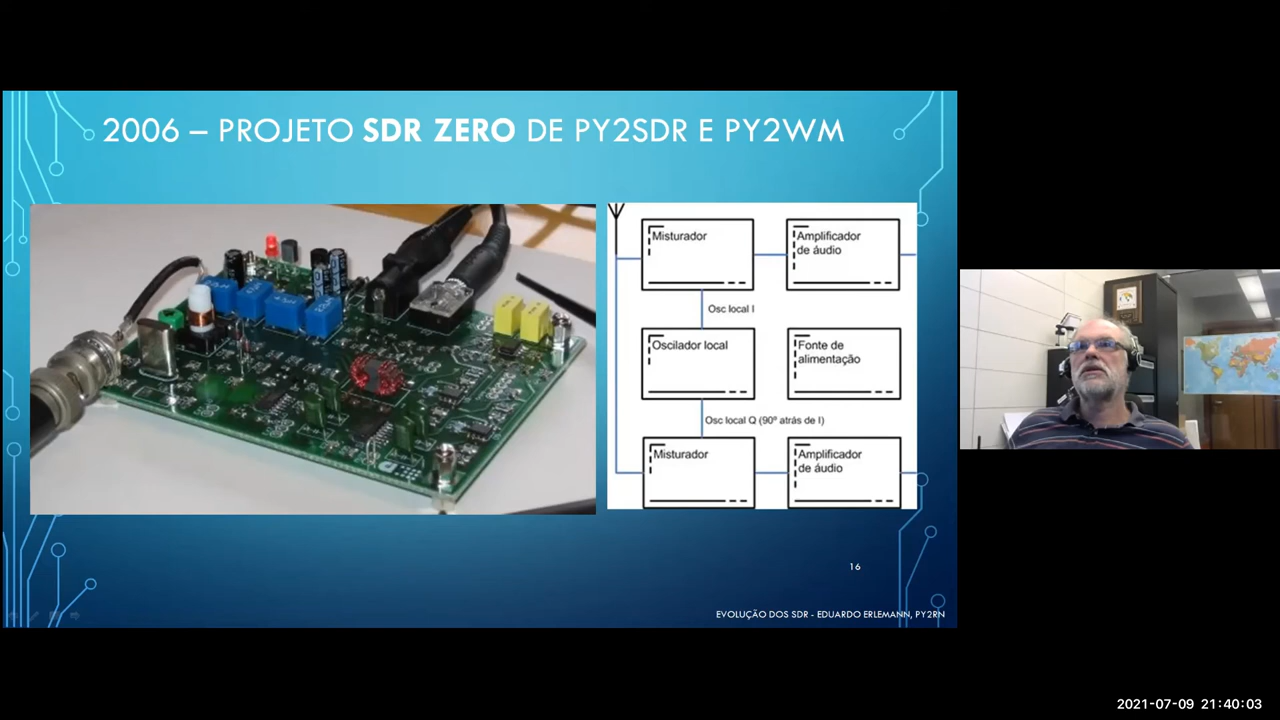 2006 – PROJETO SDR ZERO DE PY2SDR E PY2WM
Misturador
Amplificador
de áudio
Osc local I
Oscilador local
Fonte de
alimentação
Osc local Q (90º atrás de I)
Misturador
Amplificador
de áudio
16
EVOLUÇÃO DOS SDR - EDUARDO ERLEMANN, PY2RN
2021-07-09 21:40:03